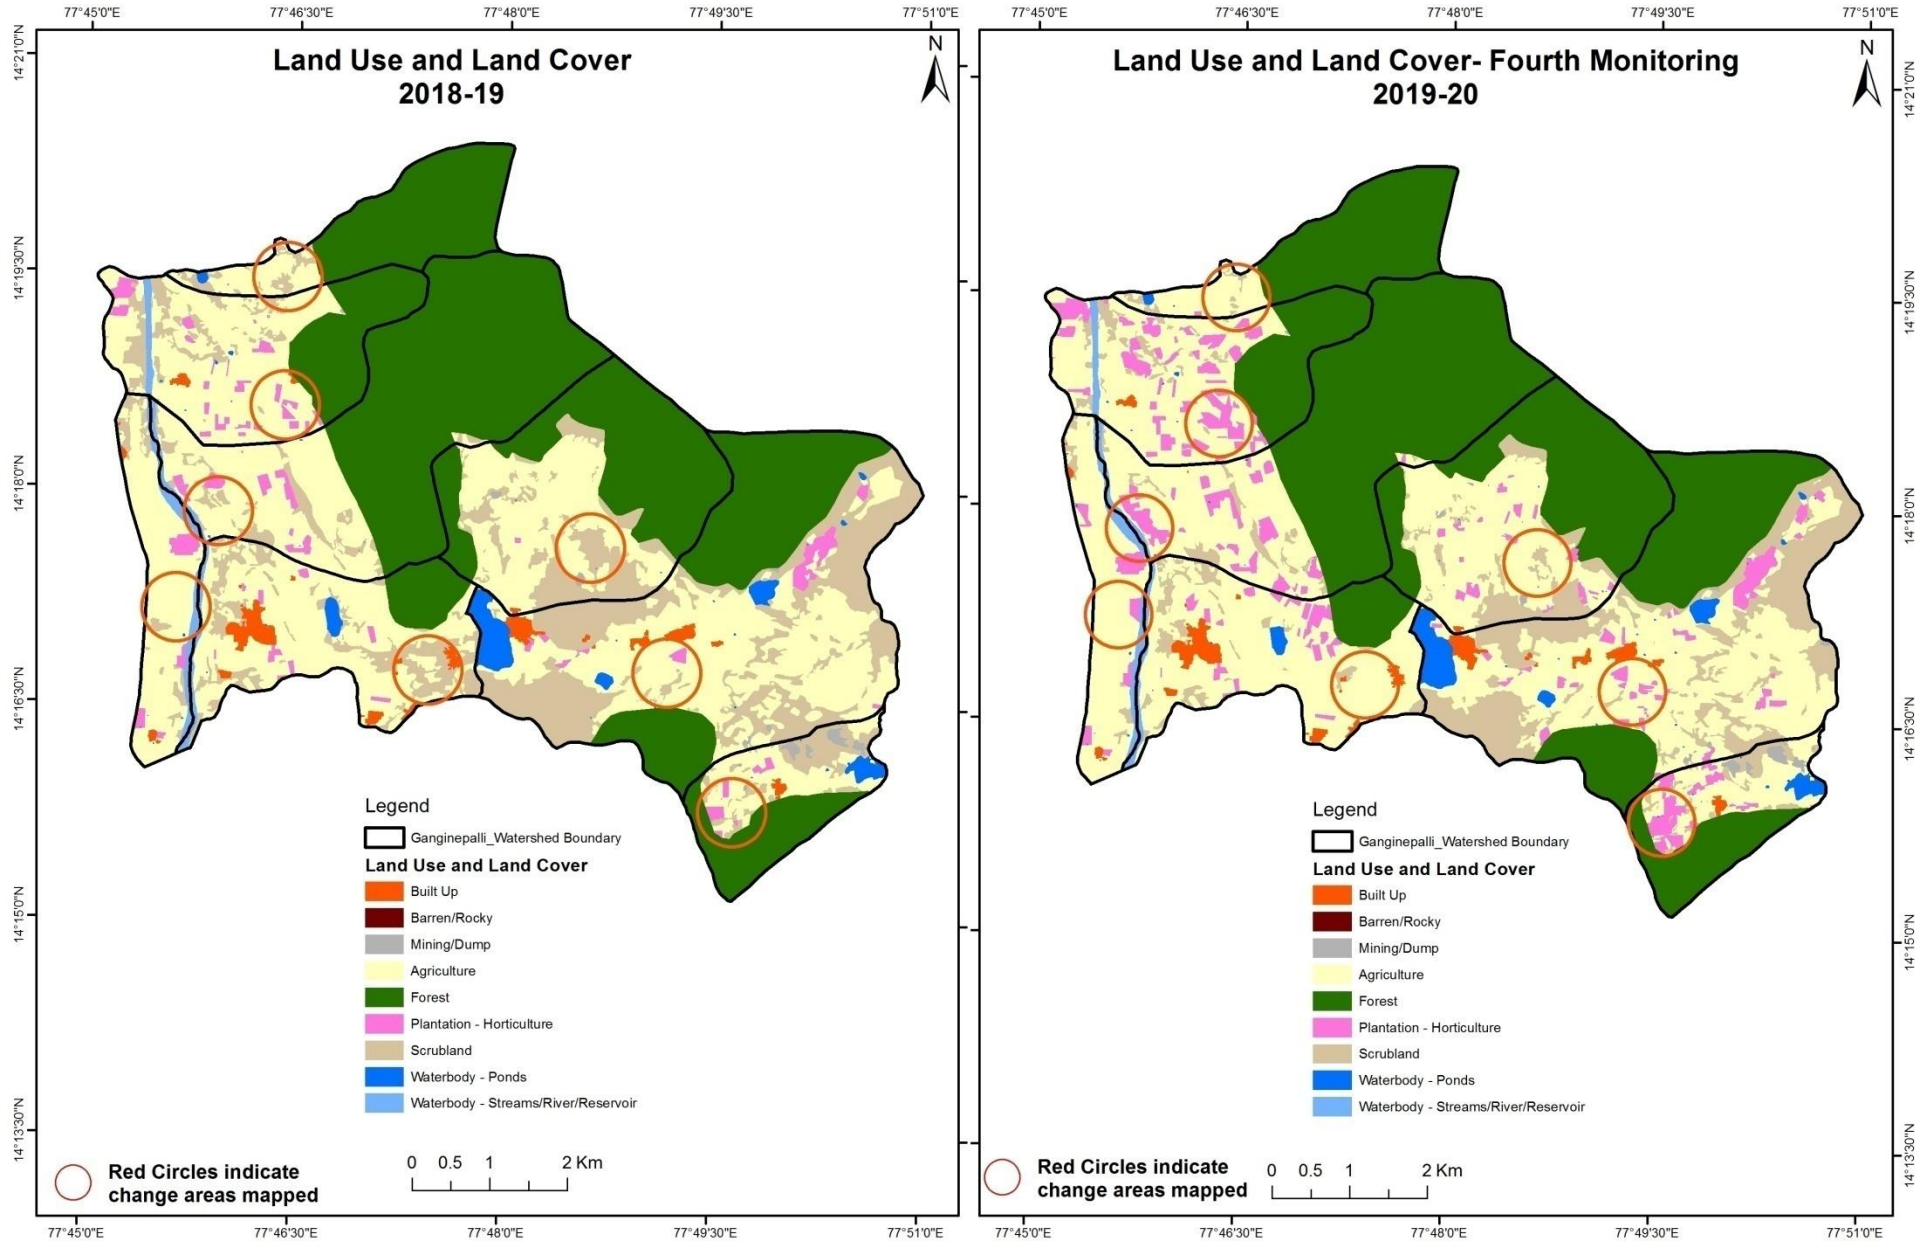 77°45'0"E 77°46'30"E 77°48'0"E 77°49'30"E 77°51'0"E
14°21'0"N
14°19'30"N
14°18'0"N
14°16'30"N
14°15'0"N
14°13'30"N
Land Use and Land Cover
2018-19
N
Legend
Ganginepalli_Watershed Boundary
Land Use and Land Cover
Built Up
Barren/Rocky
Mining/Dump
Agriculture
Forest
Plantation - Horticulture
Scrubland
Waterbody - Ponds
Waterbody - Streams/River/Reservoir
Red Circles indicate
change areas mapped
0 0.5 1 2 Km
77°45'0"E 77°46'30"E 77°48'0"E 77°49'30"E 77°51'0"E
77°45'0"E 77°46'30"E 77°48'0"E 77°49'30"E 77°51'0"E
Land Use and Land Cover- Fourth Monitoring
2019-20
N
Legend
Ganginepalli_Watershed Boundary
Land Use and Land Cover
Built Up
Barren/Rocky
Mining/Dump
Agriculture
Forest
Plantation - Horticulture
Scrubland
Waterbody - Ponds
Waterbody - Streams/River/Reservoir
Red Circles indicate
change areas mapped
0 0.5 1 2 Km
14°21'0"N
14°19'30"N
14°18'0"N
14°16'30"N
14°15'0"N
14°13'30"N
77°45'0"E 77°46'30"E 77°48'0"E 77°49'30"E 77°51'0"E